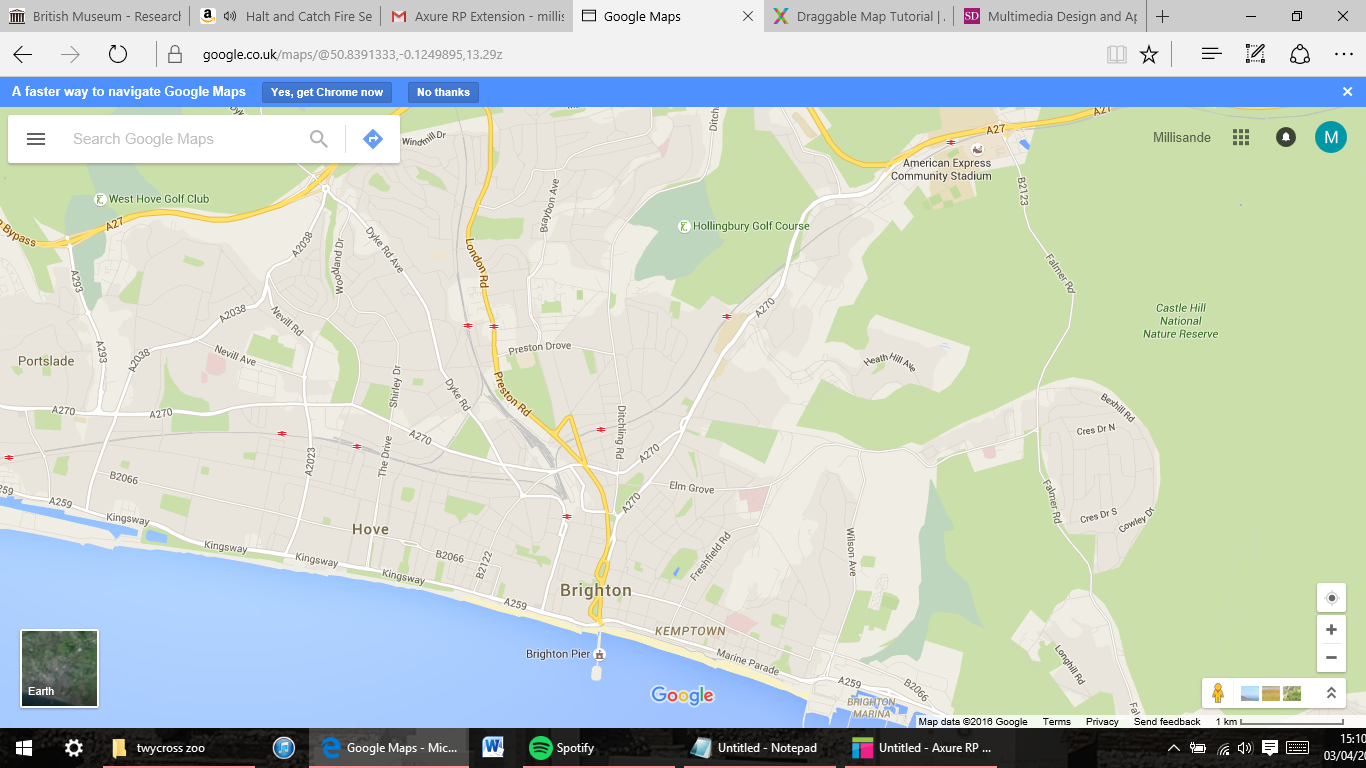 British Museum - Research
Halt and Catch Fire Se
Axure RP Extension - millis
Google Maps
Draggable Map Tutorial | J
Multimedia Design and Ap
google.co.uk/maps/@50.8391333,-0.1249895,13.29z
A faster way to navigate Google Maps
Yes, get Chrome now
No thanks
Search Google Maps
Millisande
M
Windmill Dr
Ditchling
A27
American Express
Community Stadium
B2123
West Hove Golf Club
A27
Bypass
Braybon Ave
Hollingbury Golf Course
A2038
Dyke Rd Ave
Woodland Dr
London Rd
Falmer Rd
A293
A2038
Nevill Rd
A270
Castle Hill
National
Nature Reserve
Portslade
A293
A2038
Nevill Ave
Preston Drove
Heath Hill Ave
Shirley Dr
Dyke Rd
Preston Rd
Ditchling Rd
Bexhill Rd
A270
A270
A270
Cres Dr N
The Drive
A2023
A270
B2066
Elm Grove
A259
A259
Kingsway
A270
Falmer Rd
Cres Dr S
Cowley Dr
Hove
Kingsway
B2066
Kingsway
Kingsway
B2122
Freshfield Rd
Wilson Ave
Brighton
A259
KEMPTOWN
Brighton Pier
Marine Parade
Longhill Rd
A259
B2066
BRIGHTON
MARINA
Earth
Google
Map data ©2016 Google
Terms
Privacy
Send feedback
1 km
twycross zoo
Google Maps - Mic...
Spotify
Untitled - Notepad
Untitled - Axure RP ...
15:10
03/04/20